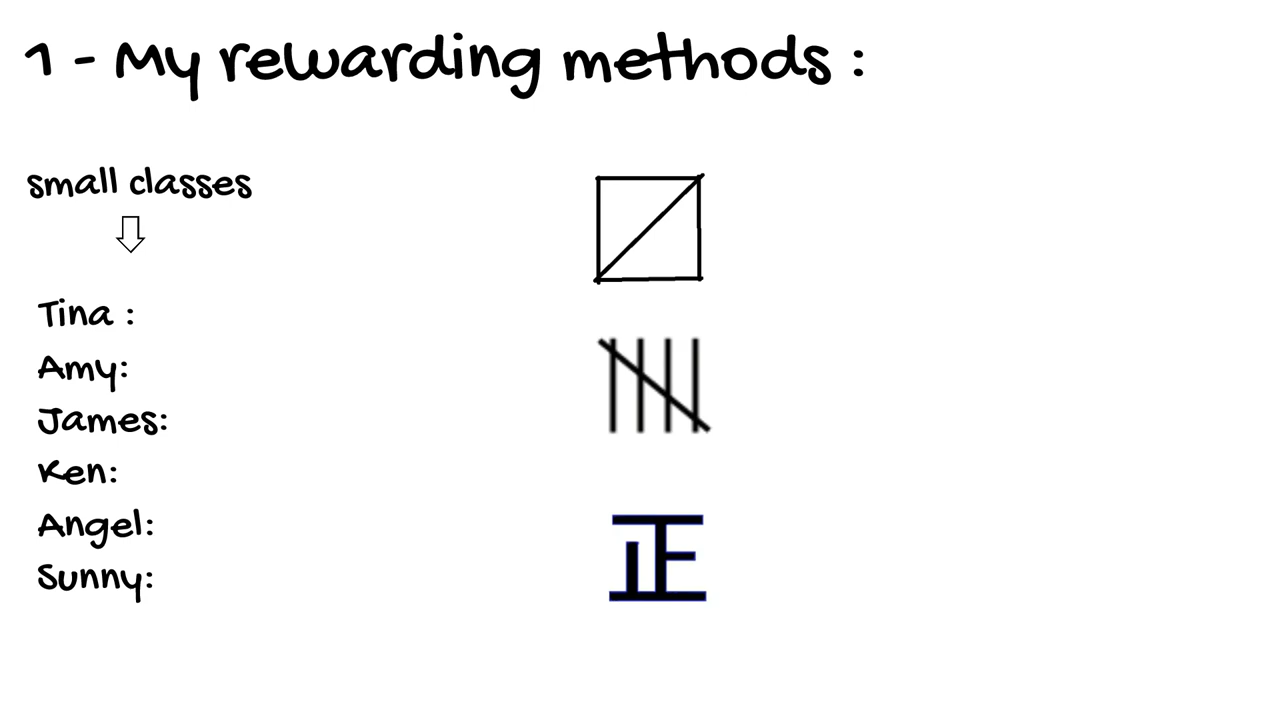 1 - My rewarding methods :
small classes
Tina :
Amy:
James:
Ken:
Angel:
Sunny:
正